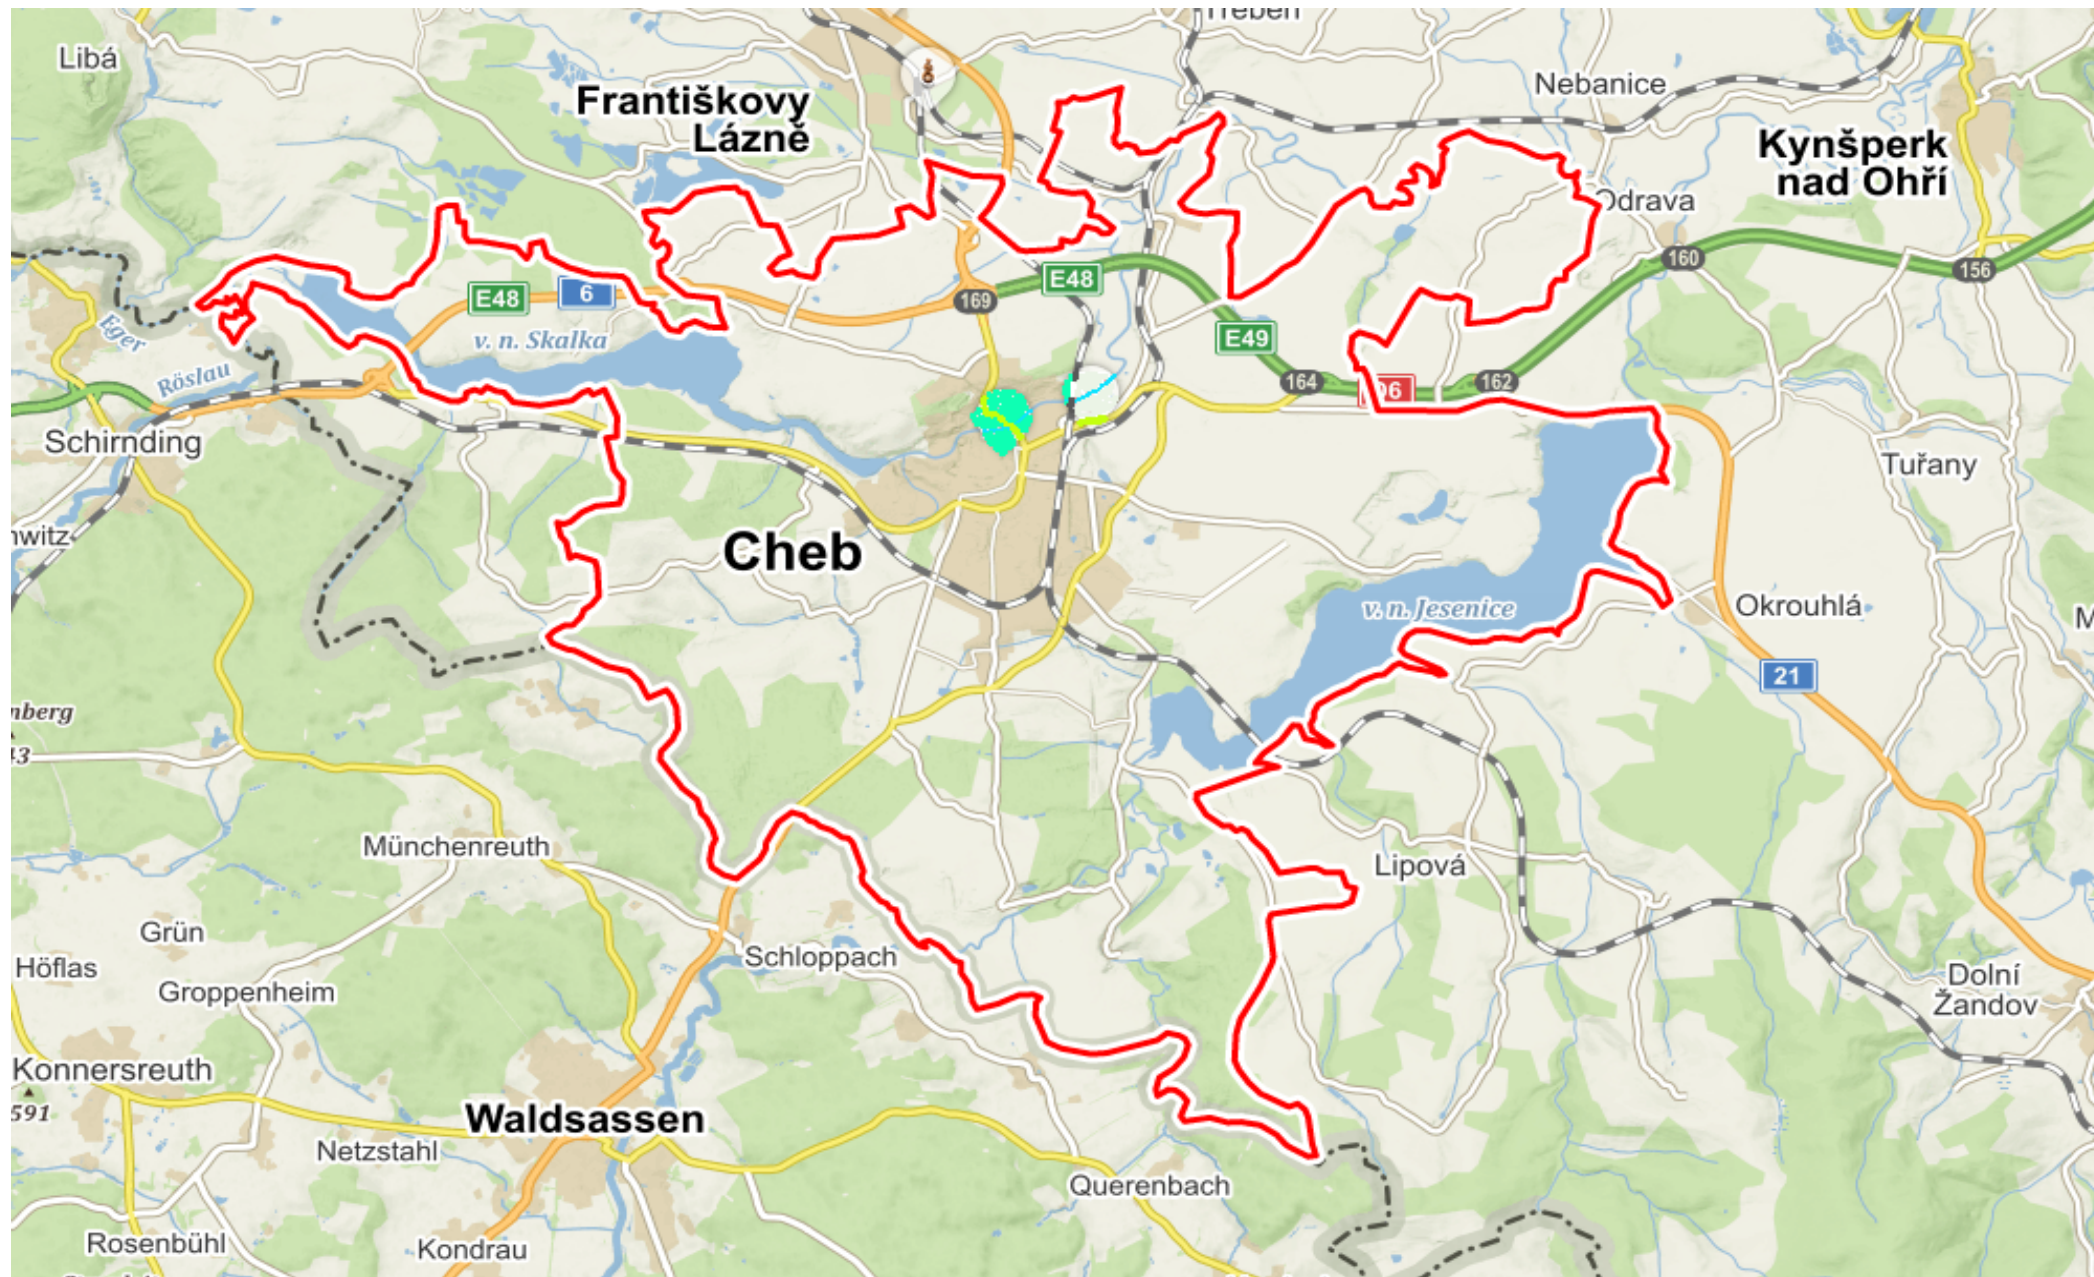 Libá
Nebanice
Františkovy
Lázně
Kynšperk
nad Ohří
Odrava
160
156
E48
E48
6
169
Eger
v. n. Skalka
E49
Röslau
164
162
Schirnding
Tuřany
Cheb
v. n. Jesenice
Okrouhlá
21
Münchenreuth
Lipová
Grün
Schloppach
Höflas
Groppenheim
Dolní
Žandov
Konnersreuth
591
Waldsassen
Netzstahl
Querenbach
Rosenbühl
Kondrau